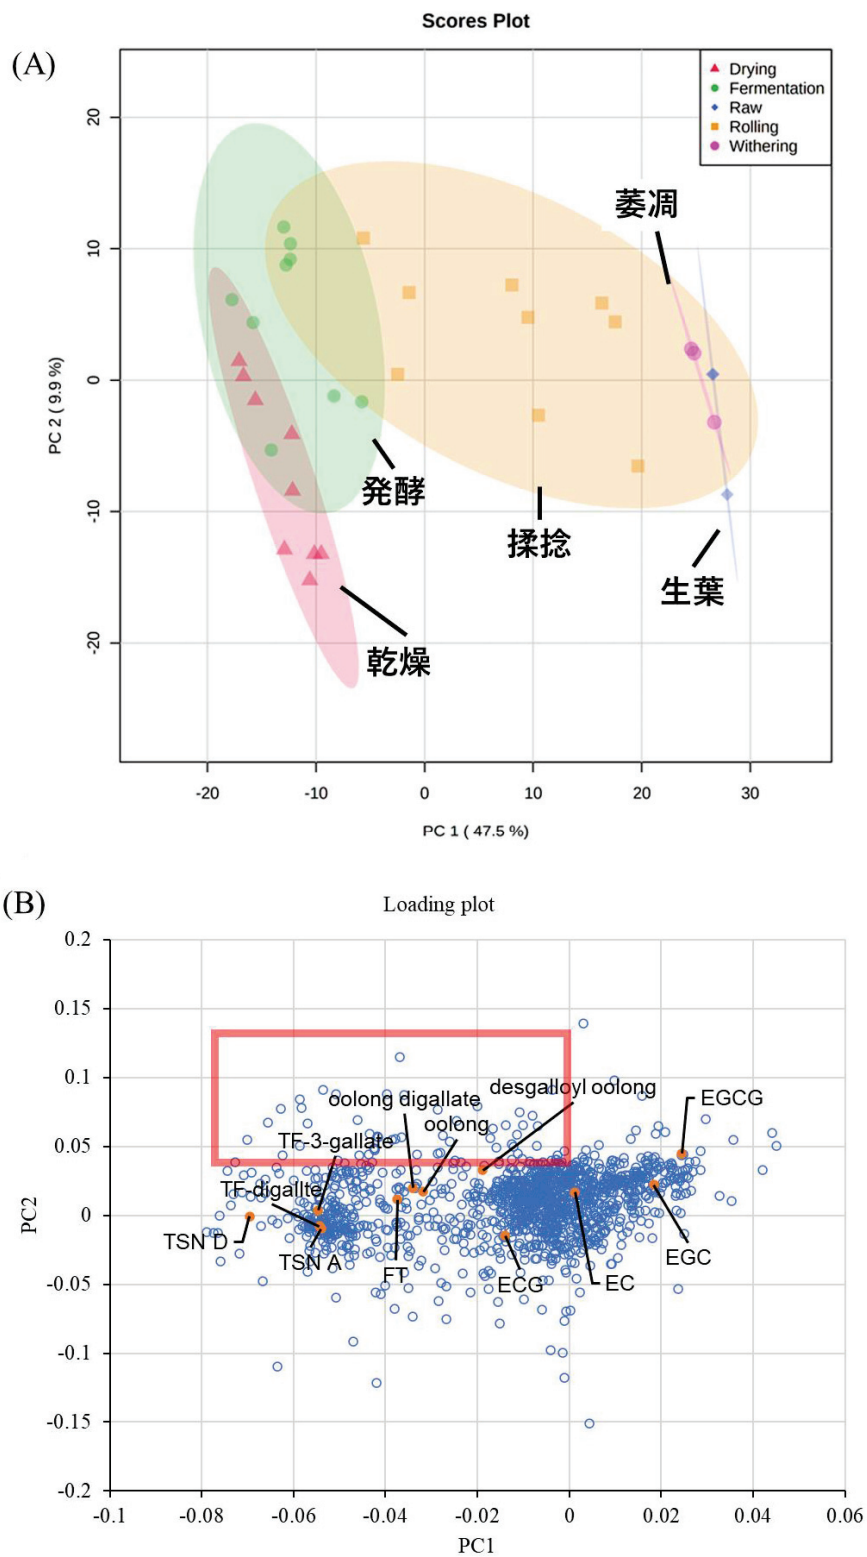 Scores Plot
(A)
Drying
Fermentation
Raw
Rolling
Withering
萎凋
発酵
揉捻
生葉
乾燥
20
10
0
-10
-20
PC 2 ( 9.9 %)
-20
-10
0
10
20
30
PC 1 ( 47.5 %)
(B)
Loading plot
0.2
0.15
0.1
0.05
0
-0.05
-0.1
-0.15
-0.2
PC2
desgalloyl oolong
EGCG
oolong digallate
oolong
TF-3-gallate
TF-digallte
TSN D
TSN A
FT
ECG
EC
EGC
-0.1
-0.08
-0.06
-0.04
-0.02
0
0.02
0.04
0.06
PC1